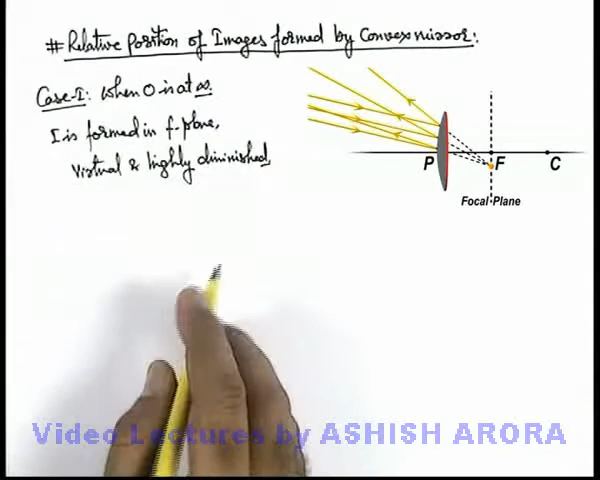 # Relative Position of Images formed by Convex mirror:
Case-I: When O is at ∞.
I is formed in f-plane,
virtual & highly diminished
P F C
Focal Plane
Video Lectures by ASHISH ARORA